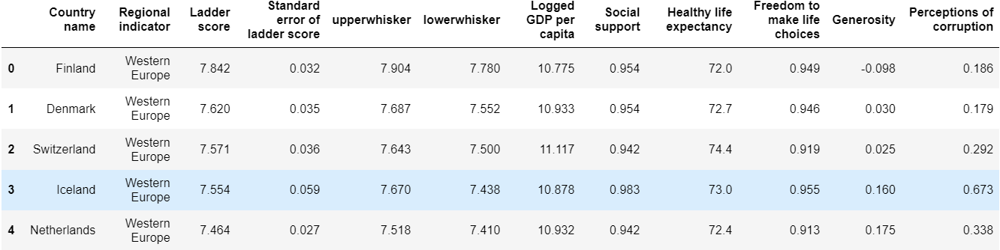 Country name Regional indicator Ladder score Standard error of ladder score upperwhisker lowerwhisker Logged GDP per capita Social support Healthy life expectancy Freedom to make life choices Generosity Perceptions of corruption
0 Finland Western Europe 7.842 0.032 7.904 7.780 10.775 0.954 72.0 0.949 -0.098 0.186
1 Denmark Western Europe 7.620 0.035 7.687 7.552 10.933 0.954 72.7 0.946 0.030 0.179
2 Switzerland Western Europe 7.571 0.036 7.643 7.500 11.117 0.942 74.4 0.919 0.025 0.292
3 Iceland Western Europe 7.554 0.059 7.670 7.438 10.878 0.983 73.0 0.955 0.160 0.673
4 Netherlands Western Europe 7.464 0.027 7.518 7.410 10.932 0.942 72.4 0.913 0.175 0.338